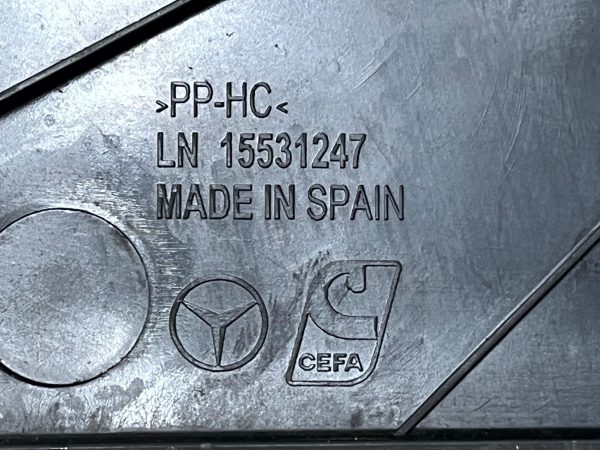 >PP-HC<
LN 15531247
MADE IN SPAIN
CEFA